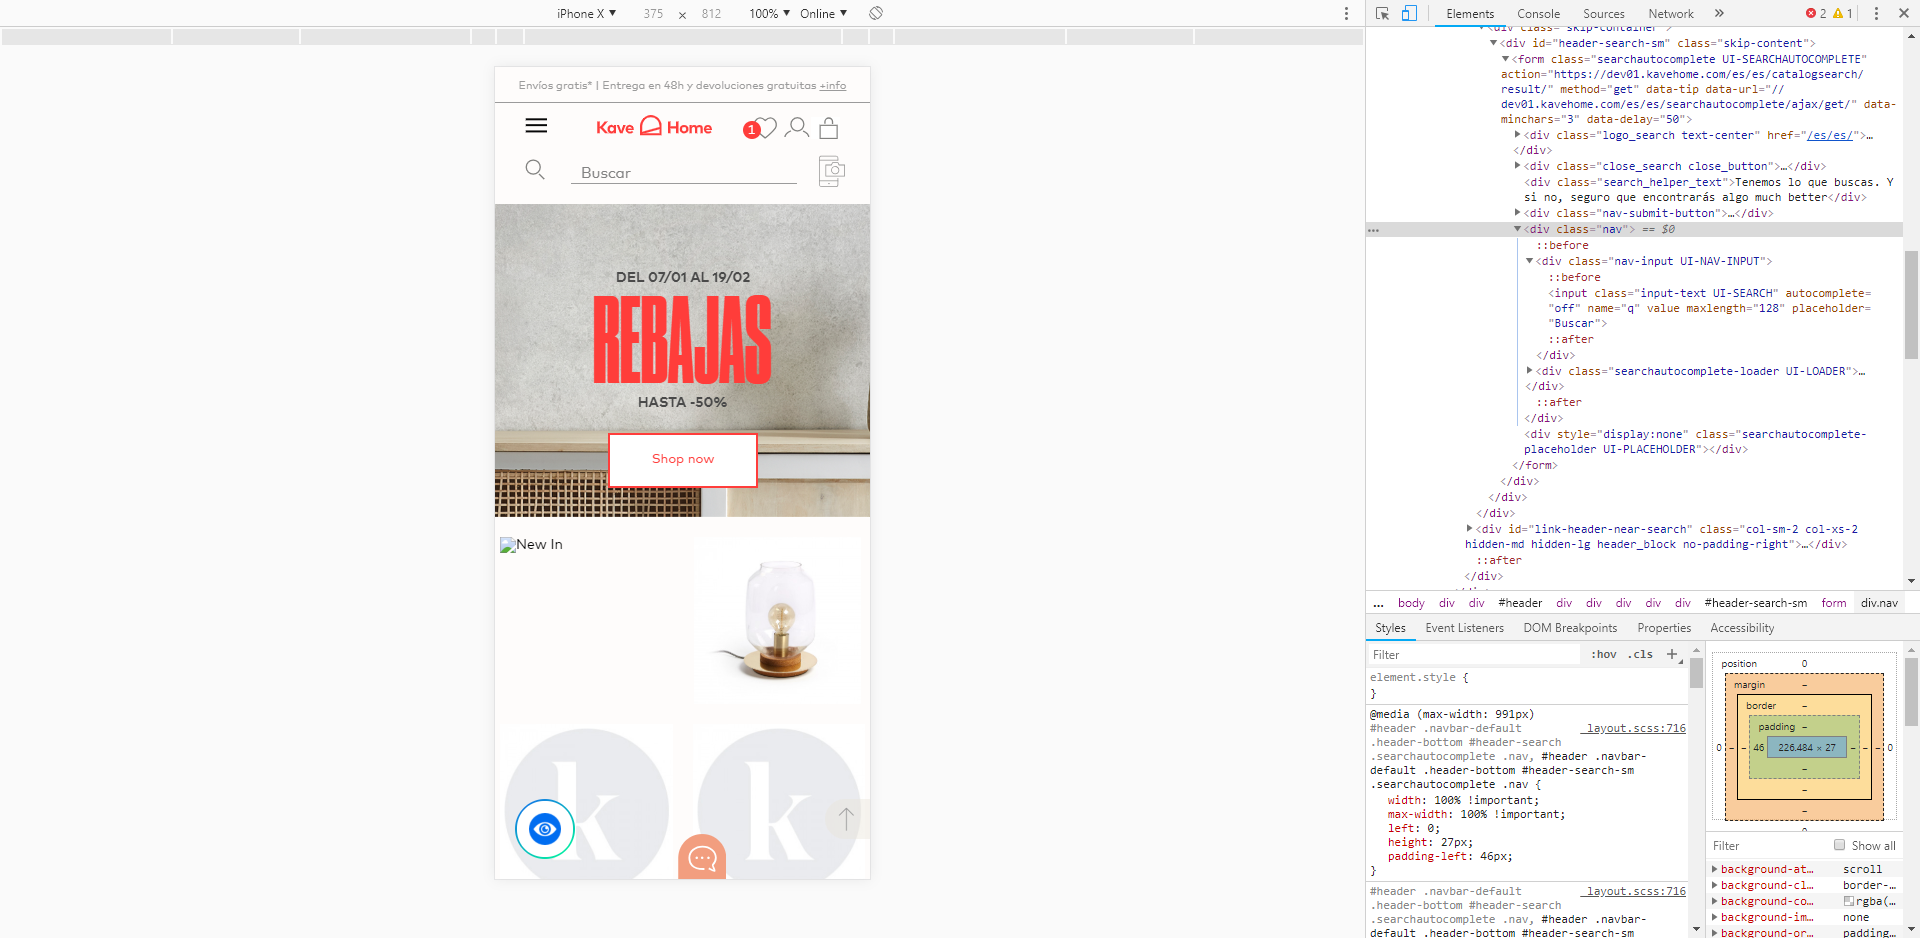 iPhone X ▼ 375 × 812 100% ▼ Online ▼
Elements Console Sources Network » 2 1
Envíos gratis* | Entrega en 48h y devoluciones gratuitas +info
Kave Home
1
Buscar
DEL 07/01 AL 19/02
REBAJAS
HASTA -50%
Shop now
New In
k k
<div id="header-search-sm" class="skip-content">
<form class="searchautocomplete UI-SEARCHAUTOCOMPLETE"
action="https://dev01.kavehome.com/es/es/catalogsearch/
result/" method="get" data-tip data-url="//
dev01.kavehome.com/es/es/searchautocomplete/ajax/get/" data-
minchars="3" data-delay="50">
<div class="logo_search text-center" href="/es/es/">…
</div>
<div class="close_search close_button">…</div>
<div class="search_helper_text">Tenemos lo que buscas. Y
si no, seguro que encontrarás algo much better</div>
<div class="nav-submit-button">…</div>
… <div class="nav"> == $0
::before
<div class="nav-input UI-NAV-INPUT">
::before
<input class="input-text UI-SEARCH" autocomplete=
"off" name="q" value maxlength="128" placeholder=
"Buscar">
::after
</div>
<div class="searchautocomplete-loader UI-LOADER">…
</div>
::after
</div>
<div style="display:none" class="searchautocomplete-
placeholder UI-PLACEHOLDER"></div>
</form>
</div>
</div>
</div>
<div id="link-header-near-search" class="col-sm-2 col-xs-2
hidden-md hidden-lg header_block no-padding-right">…</div>
::after
</div>
... body div div #header div div div div div #header-search-sm form div.nav
Styles Event Listeners DOM Breakpoints Properties Accessibility
Filter :hov .cls +
element.style {
}
@media (max-width: 991px)
#header .navbar-default _layout.scss:716
.header-bottom #header-search
.searchautocomplete .nav, #header .navbar-
default .header-bottom #header-search-sm
.searchautocomplete .nav {
width: 100% !important;
max-width: 100% !important;
left: 0;
height: 27px;
padding-left: 46px;
}
#header .navbar-default _layout.scss:716
.header-bottom #header-search
.searchautocomplete .nav, #header .navbar-
default .header-bottom #header-search-sm
position 0
margin –
border –
padding –
0 – – 46 226.484 × 27 – – – 0
–
–
–
Filter Show all
background-at… scroll
background-cl… border-…
background-co… rgba(…
background-im… none
background-or… padding…